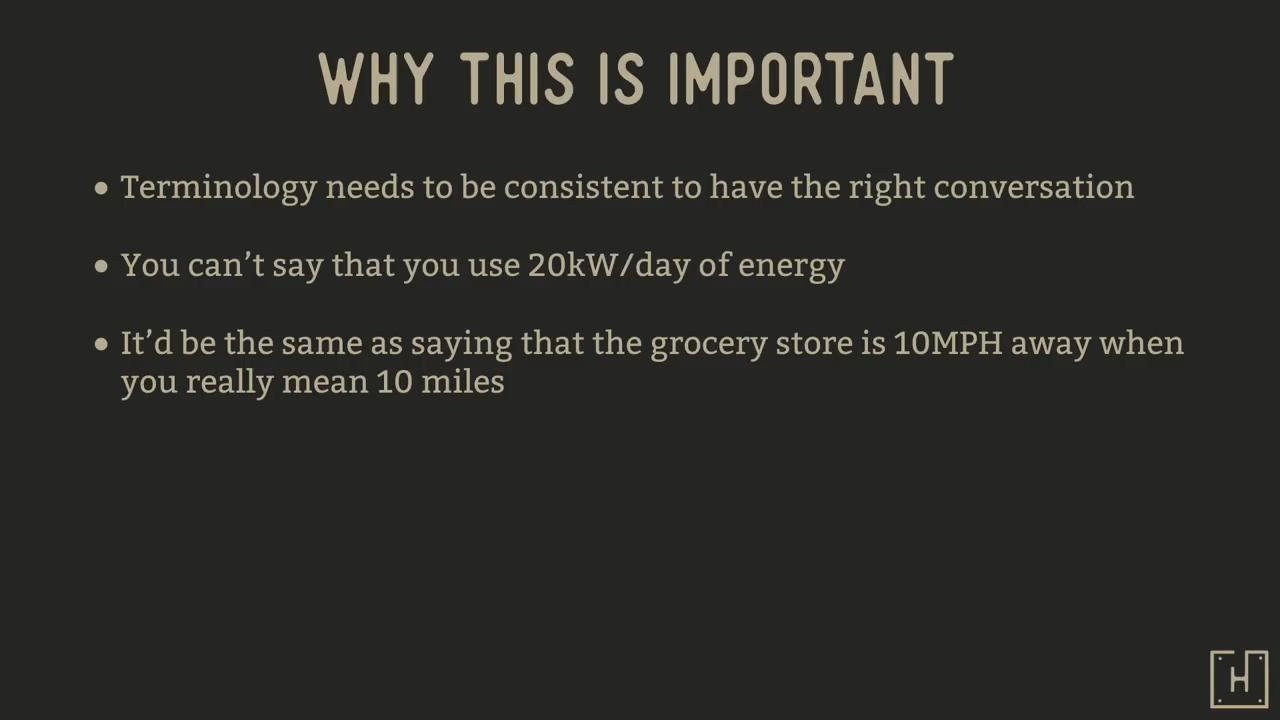 WHY THIS IS IMPORTANT
• Terminology needs to be consistent to have the right conversation
• You can’t say that you use 20kW/day of energy
• It’d be the same as saying that the grocery store is 10MPH away when
you really mean 10 miles
H